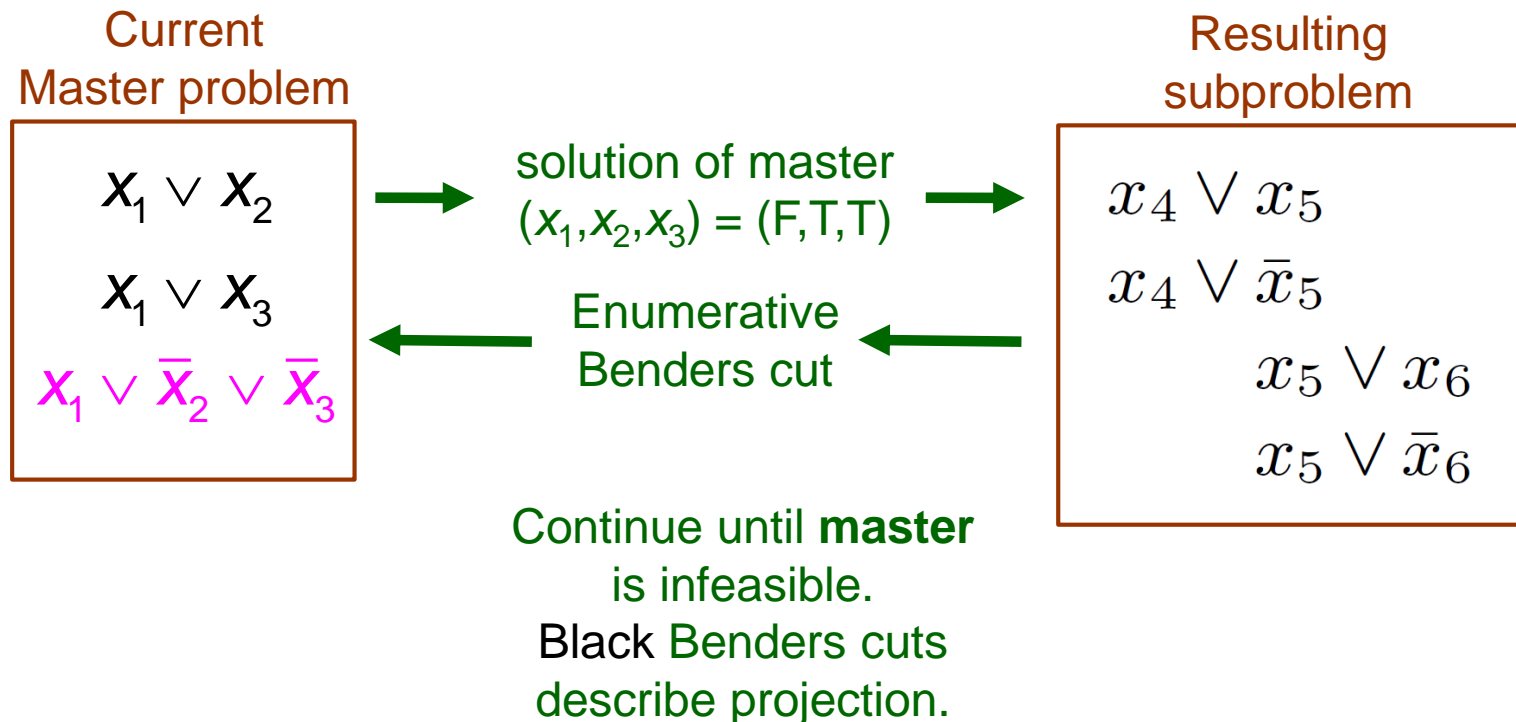 Current
Master problem
x₁ ∨ x₂
x₁ ∨ x₃
x₁ ∨ x̄₂ ∨ x̄₃
solution of master
(x₁,x₂,x₃) = (F,T,T)
Enumerative
Benders cut
Resulting
subproblem
x₄ ∨ x₅
x₄ ∨ x̄₅
x₅ ∨ x₆
x₅ ∨ x̄₆
Continue until master
is infeasible.
Black Benders cuts
describe projection.